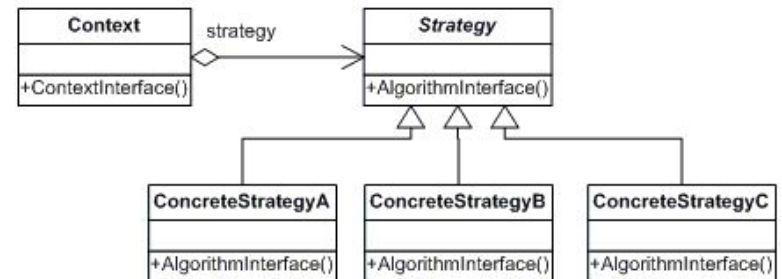 Context
strategy
Strategy
+ContextInterface()
+AlgorithmInterface()
ConcreteStrategyA
ConcreteStrategyB
ConcreteStrategyC
+AlgorithmInterface()
+AlgorithmInterface()
+AlgorithmInterface()